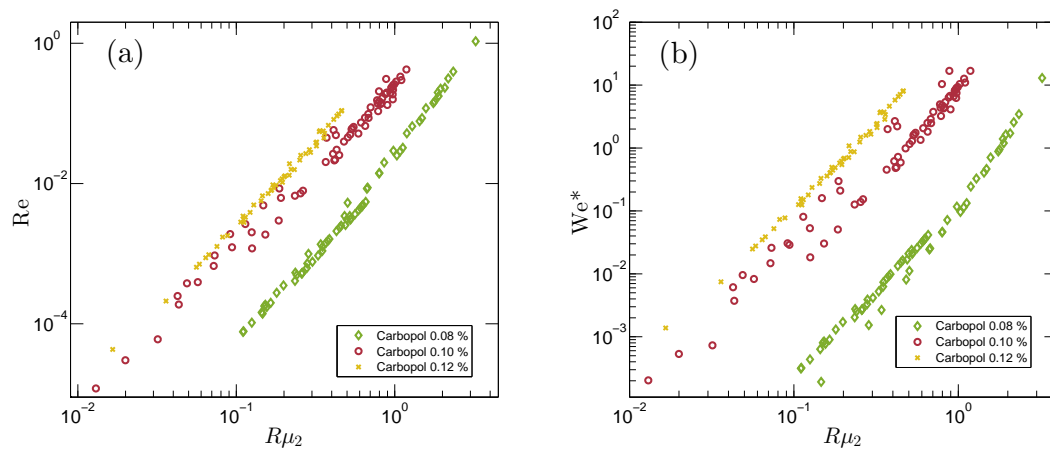 (a)
10^0
10^-2
10^-4
Re
10^-2
10^-1
10^0
Rμ₂
Carbopol 0.08 %
Carbopol 0.10 %
Carbopol 0.12 %
(b)
10^2
10^1
10^0
10^-1
10^-2
10^-3
We*
10^-2
10^-1
10^0
Rμ₂
Carbopol 0.08 %
Carbopol 0.10 %
Carbopol 0.12 %